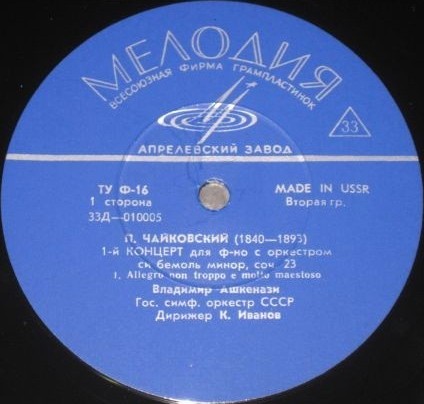 МЕЛОДИЯ
ВСЕСОЮЗНАЯ ФИРМА ГРАМПЛАСТИНОК
33
АПРЕЛЕВСКИЙ ЗАВОД
ТУ Ф-16
MADE IN USSR
1 сторона
Вторая гр.
33Д—010005
П. ЧАЙКОВСКИЙ (1840—1893)
1-й КОНЦЕРТ для ф-но с оркестром
си бемоль минор, соч. 23
1. Allegro non troppo e molto maestoso
Владимир Ашкенази
Гос. симф. оркестр СССР
Дирижер К. Иванов